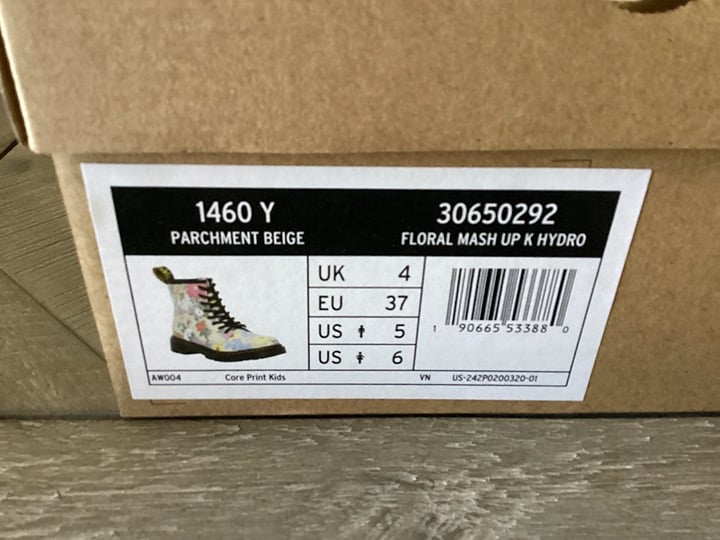 1460 Y
PARCHMENT BEIGE
30650292
FLORAL MASH UP K HYDRO
UK 4
EU 37
US 5
US 6
1 90665 53388 0
AW004 Core Print Kids VN US-242P0200320-01